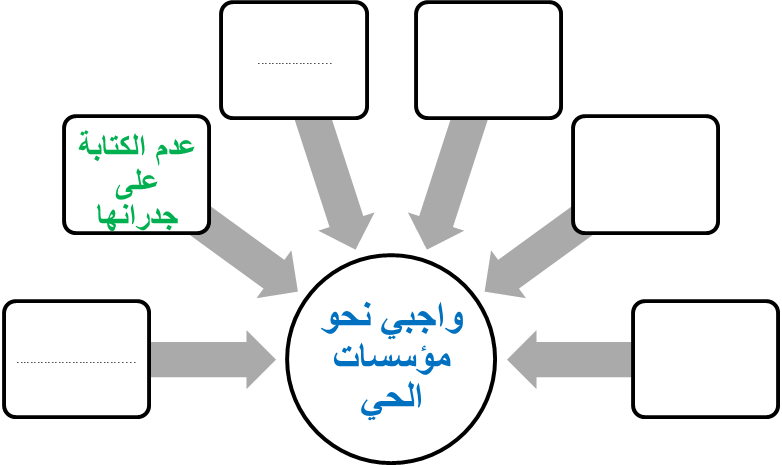 .....................
عدم الكتابة
على
جدرانها
واجبي نحو
مؤسسات
الحي
..................................